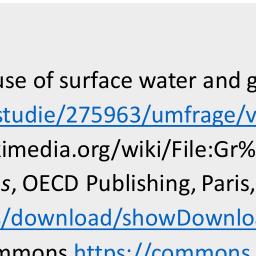 use of surface water and g
studie/275963/umfrage/v
imedia.org/wiki/File:Gr%
s, OECD Publishing, Paris,
/download/showDownlo
mmons https://commons.